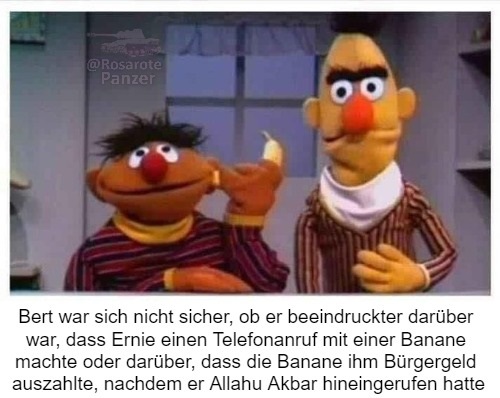 @Rosarote
Panzer
Bert war sich nicht sicher, ob er beeindruckter darüber
war, dass Ernie einen Telefonanruf mit einer Banane
machte oder darüber, dass die Banane ihm Bürgergeld
auszahlte, nachdem er Allahu Akbar hineingerufen hatte